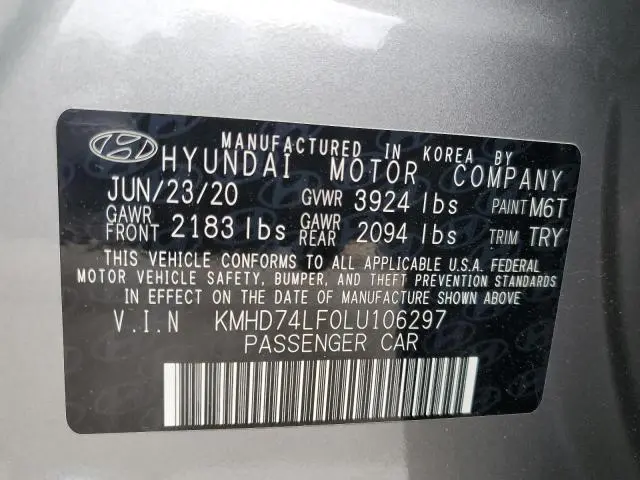 MANUFACTURED IN KOREA BY
HYUNDAI MOTOR COMPANY
JUN/23/20 GVWR 3924 lbs PAINT M6T
GAWR FRONT 2183 lbs GAWR REAR 2094 lbs TRIM TRY
THIS VEHICLE CONFORMS TO ALL APPLICABLE U.S.A. FEDERAL
MOTOR VEHICLE SAFETY, BUMPER, AND THEFT PREVENTION STANDARDS
IN EFFECT ON THE DATE OF MANUFACTURE SHOWN ABOVE
V.I.N KMHD74LF0LU106297
PASSENGER CAR